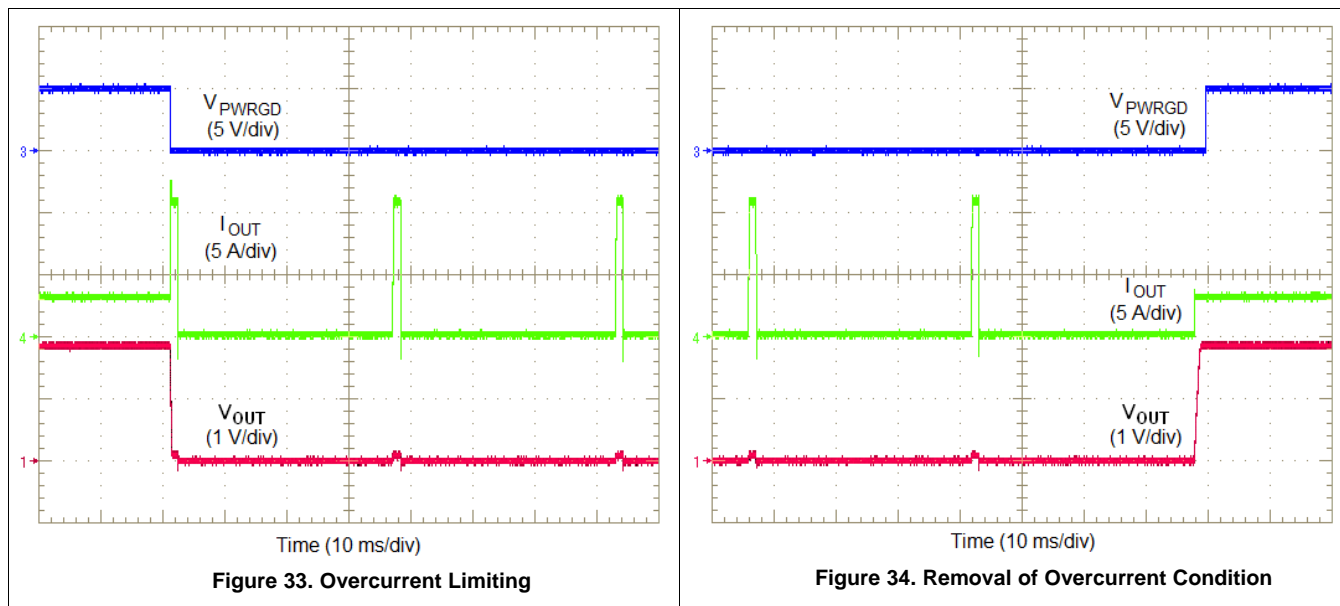 VPWRGD
(5 V/div)
3
IOUT
(5 A/div)
4
VOUT
(1 V/div)
1
Time (10 ms/div)
Figure 33. Overcurrent Limiting
VPWRGD
(5 V/div)
3
IOUT
(5 A/div)
4
VOUT
(1 V/div)
1
Time (10 ms/div)
Figure 34. Removal of Overcurrent Condition